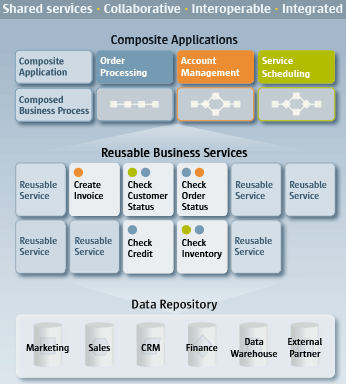 Shared services · Collaborative · Interoperable · Integrated
Composite Applications
Composite
Application
Order
Processing
Account
Management
Service
Scheduling
Composed
Business Process
Reusable Business Services
Reusable
Service
Create
Invoice
Check
Customer
Status
Check
Order
Status
Reusable
Service
Reusable
Service
Reusable
Service
Reusable
Service
Check
Credit
Check
Inventory
Reusable
Service
Data Repository
Marketing
Sales
CRM
Finance
Data
Warehouse
External
Partner